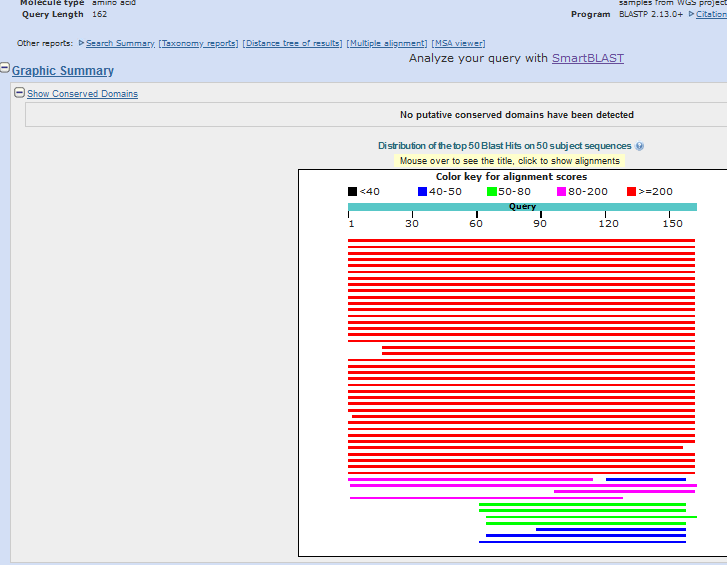 Molecule type amino acid
samples from WGS project
Query Length 162
Program BLASTP 2.13.0+ Citation
Other reports: Search Summary [Taxonomy reports] [Distance tree of results] [Multiple alignment] [MSA viewer]
Analyze your query with SmartBLAST
Graphic Summary
Show Conserved Domains
No putative conserved domains have been detected
Distribution of the top 50 Blast Hits on 50 subject sequences
Mouse over to see the title, click to show alignments
Color key for alignment scores
<40 40-50 50-80 80-200 >=200
Query
1 30 60 90 120 150